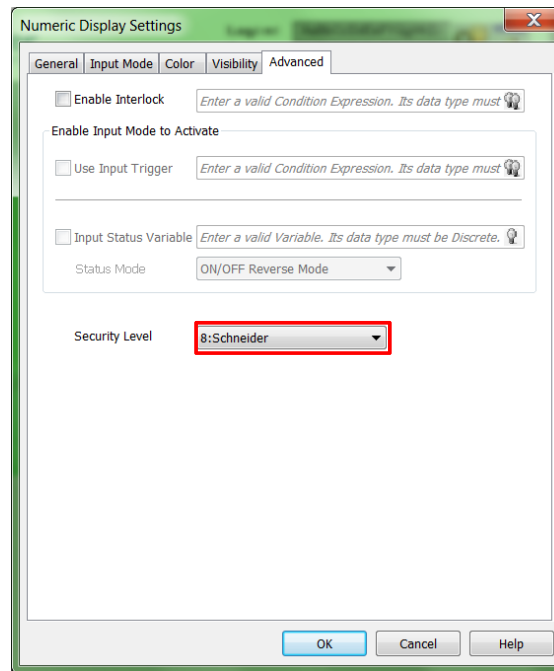 Numeric Display Settings
General Input Mode Color Visibility Advanced
Enable Interlock Enter a valid Condition Expression. Its data type must
Enable Input Mode to Activate
Use Input Trigger Enter a valid Condition Expression. Its data type must
Input Status Variable Enter a valid Variable. Its data type must be Discrete.
Status Mode ON/OFF Reverse Mode
Security Level 8:Schneider
OK Cancel Help